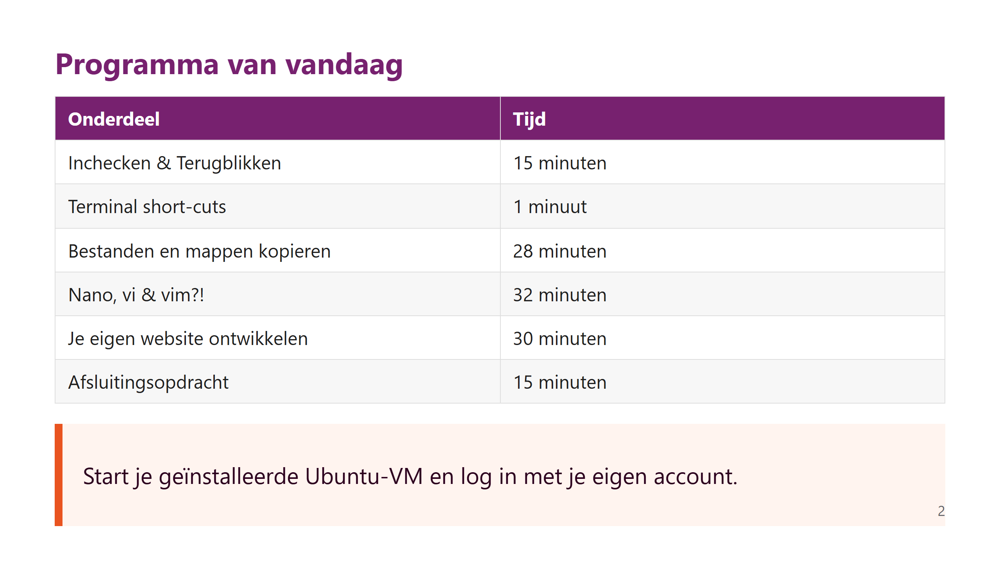 Programma van vandaag
Onderdeel Tijd
Inchecken & Terugblikken 15 minuten
Terminal short-cuts 1 minuut
Bestanden en mappen kopieren 28 minuten
Nano, vi & vim?! 32 minuten
Je eigen website ontwikkelen 30 minuten
Afsluitingsopdracht 15 minuten
Start je geïnstalleerde Ubuntu-VM en log in met je eigen account.
2